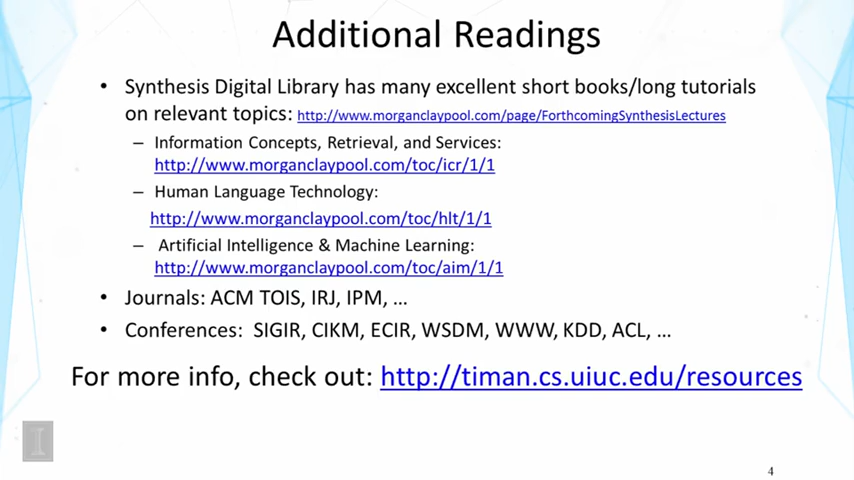 Additional Readings
• Synthesis Digital Library has many excellent short books/long tutorials
on relevant topics: http://www.morganclaypool.com/page/ForthcomingSynthesisLectures
– Information Concepts, Retrieval, and Services:
http://www.morganclaypool.com/toc/icr/1/1
– Human Language Technology:
http://www.morganclaypool.com/toc/hlt/1/1
– Artificial Intelligence & Machine Learning:
http://www.morganclaypool.com/toc/aim/1/1
• Journals: ACM TOIS, IRJ, IPM, …
• Conferences: SIGIR, CIKM, ECIR, WSDM, WWW, KDD, ACL, …
For more info, check out: http://timan.cs.uiuc.edu/resources
I
4